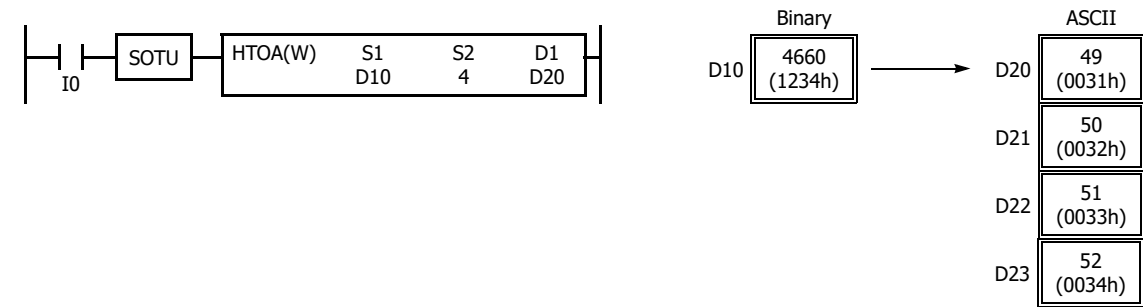 Binary
ASCII
SOTU
HTOA(W) S1 S2 D1
D10 4 D20
I0
D10
4660
(1234h)
D20
49
(0031h)
D21
50
(0032h)
D22
51
(0033h)
D23
52
(0034h)